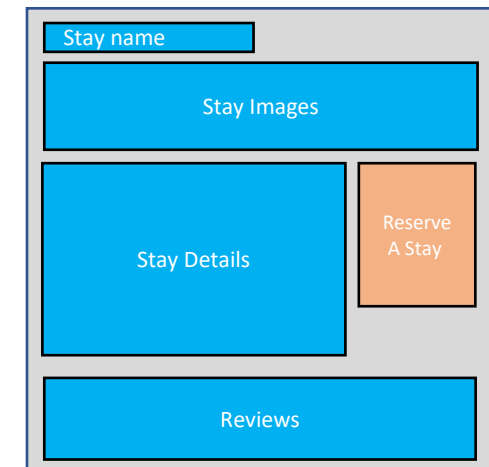 Stay name
Stay Images
Stay Details
Reserve
A Stay
Reviews